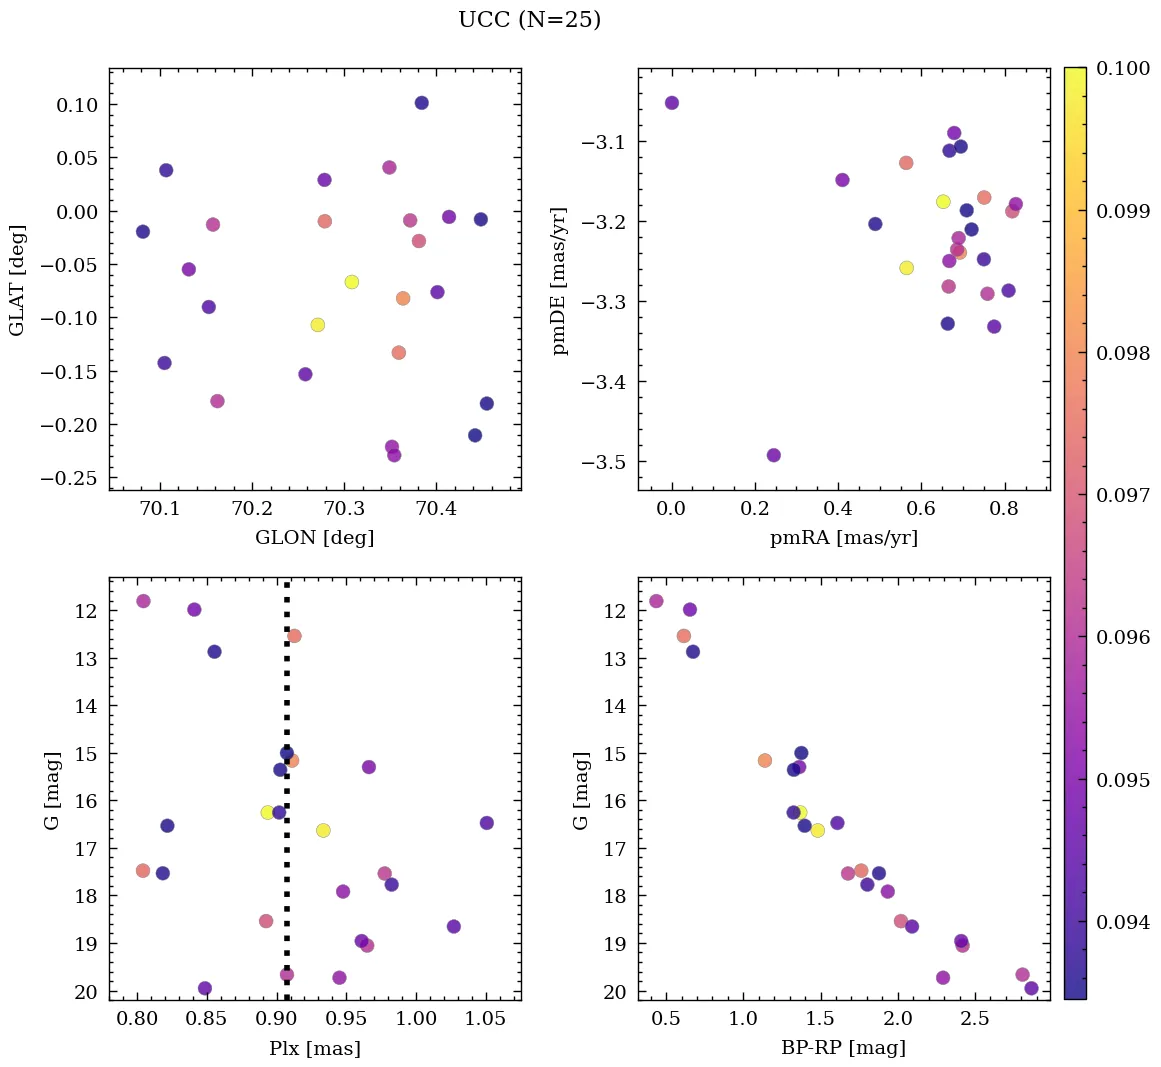 UCC (N=25)
0.10
0.05
0.00
−0.05
−0.10
−0.15
−0.20
−0.25
GLAT [deg]
70.1 70.2 70.3 70.4
GLON [deg]
−3.1
−3.2
−3.3
−3.4
−3.5
pmDE [mas/yr]
0.0 0.2 0.4 0.6 0.8
pmRA [mas/yr]
12
13
14
15
16
17
18
19
20
G [mag]
0.80 0.85 0.90 0.95 1.00 1.05
Plx [mas]
12
13
14
15
16
17
18
19
20
G [mag]
0.5 1.0 1.5 2.0 2.5
BP-RP [mag]
0.100
0.099
0.098
0.097
0.096
0.095
0.094